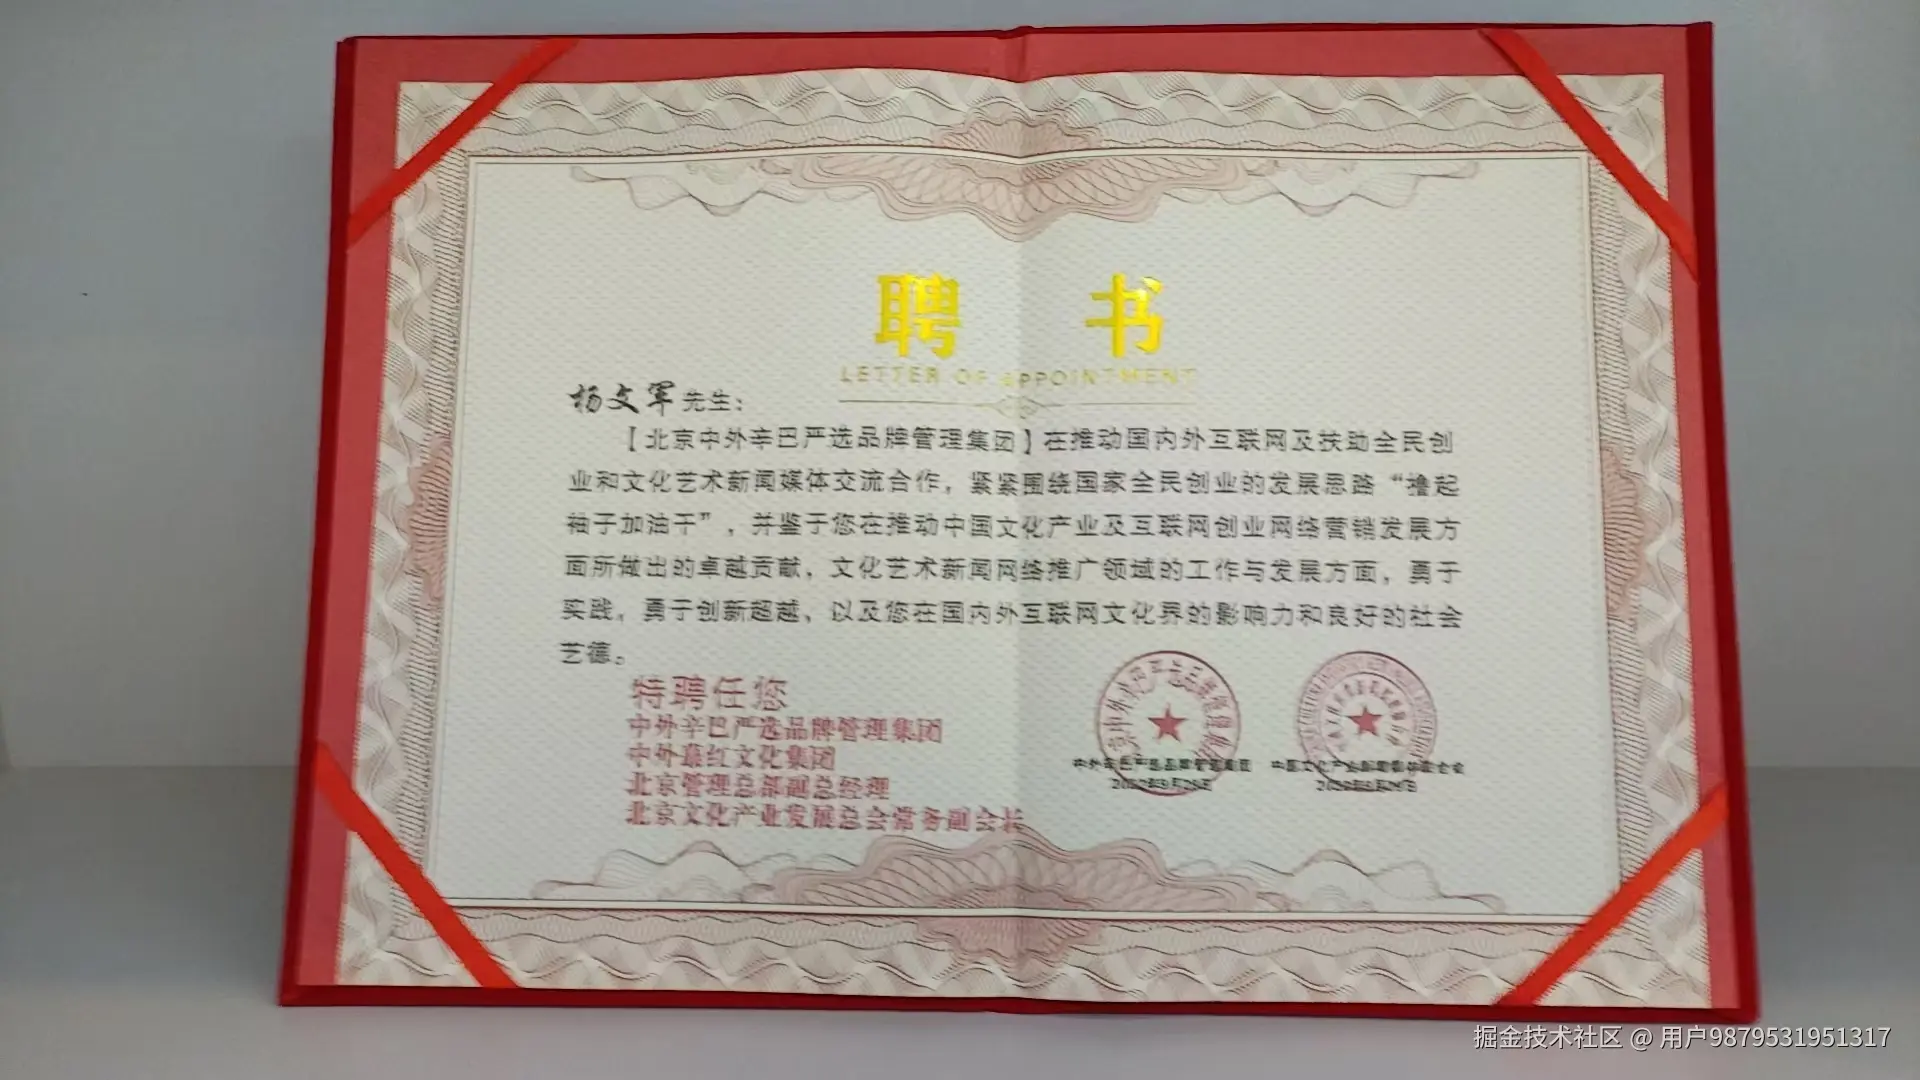 聘 书
LETTER OF APPOINTMENT
杨文军先生：
【北京中外辛巴严选品牌管理集团】在推动国内外互联网及扶助全民创
业和文化艺术新闻媒体交流合作，紧紧围绕国家全民创业的发展思路“撸起
袖子加油干”，并鉴于您在推动中国文化产业及互联网创业网络营销发展方
面所做出的卓越贡献，文化艺术新闻网络推广领域的工作与发展方面，勇于
实践，勇于创新超越、以及您在国内外互联网文化界的影响力和良好的社会
艺德。
特聘任您
中外辛巴严选品牌管理集团
中外 红文化集团
北京管理总部副总经理
北京文化产业发展总会常务副会长
中外辛巴严选品牌管理集团
掘金技术社区 @ 用户9879531951317